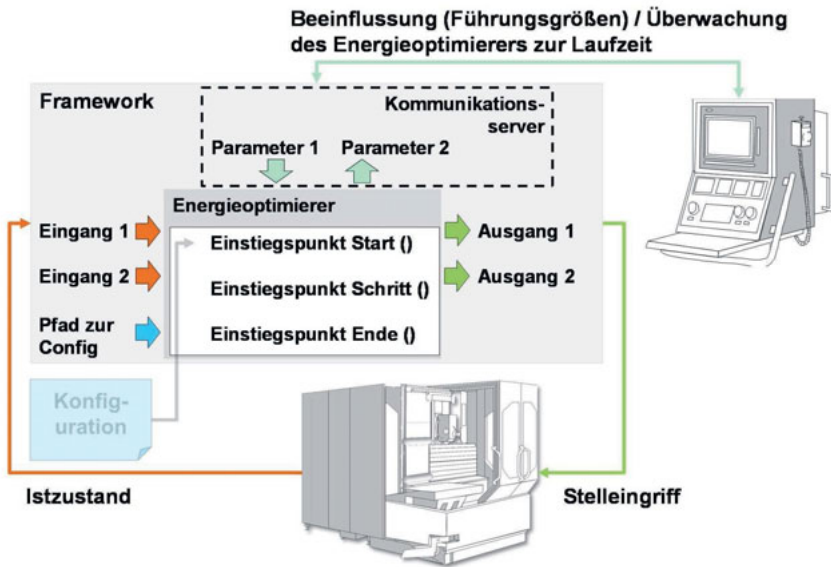 Beeinflussung (Führungsgrößen) / Überwachung
des Energieoptimierers zur Laufzeit
Framework
Kommunikations-
server
Parameter 1
Parameter 2
Energieoptimierer
Eingang 1
Einstiegspunkt Start ()
Ausgang 1
Eingang 2
Einstiegspunkt Schritt ()
Ausgang 2
Pfad zur
Config
Einstiegspunkt Ende ()
Konfig-
uration
Istzustand
Stelleingriff